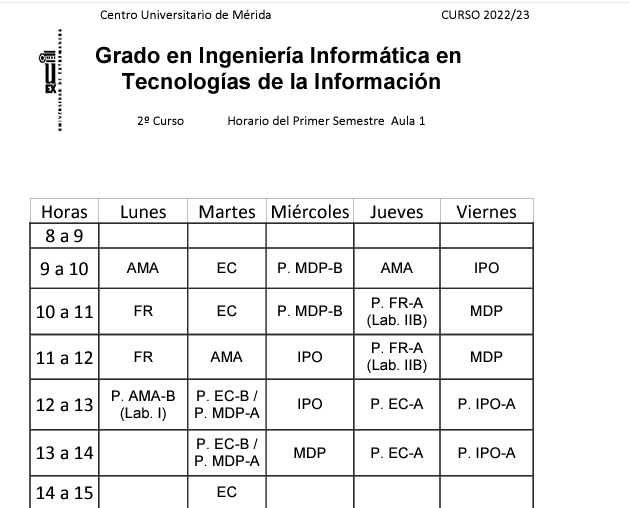 Centro Universitario de Mérida CURSO 2022/23
Grado en Ingeniería Informática en
Tecnologías de la Información
UEX
UNIVERSIDAD DE EXTREMADURA
2º Curso Horario del Primer Semestre Aula 1
Horas Lunes Martes Miércoles Jueves Viernes
8 a 9
9 a 10 AMA EC P. MDP-B AMA IPO
10 a 11 FR EC P. MDP-B P. FR-A (Lab. IIB) MDP
11 a 12 FR AMA IPO P. FR-A (Lab. IIB) MDP
12 a 13 P. AMA-B (Lab. I) P. EC-B / P. MDP-A IPO P. EC-A P. IPO-A
13 a 14 P. EC-B / P. MDP-A MDP P. EC-A P. IPO-A
14 a 15 EC